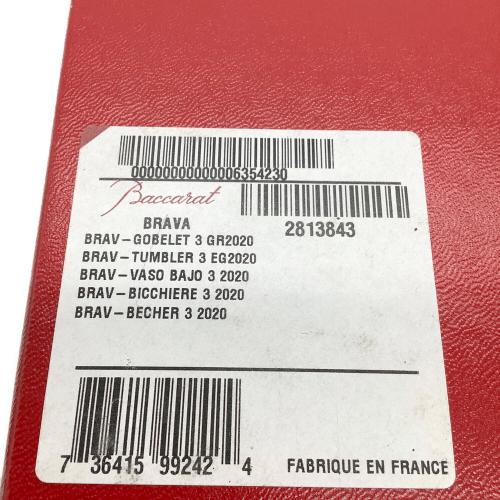 00000000000006354230
Baccarat
BRAVA
2813843
BRAV-GOBELET 3 GR2020
BRAV-TUMBLER 3 EG2020
BRAV-VASO BAJO 3 2020
BRAV-BICCHIERE 3 2020
BRAV-BECHER 3 2020
7 36415 99242 4
FABRIQUE EN FRANCE